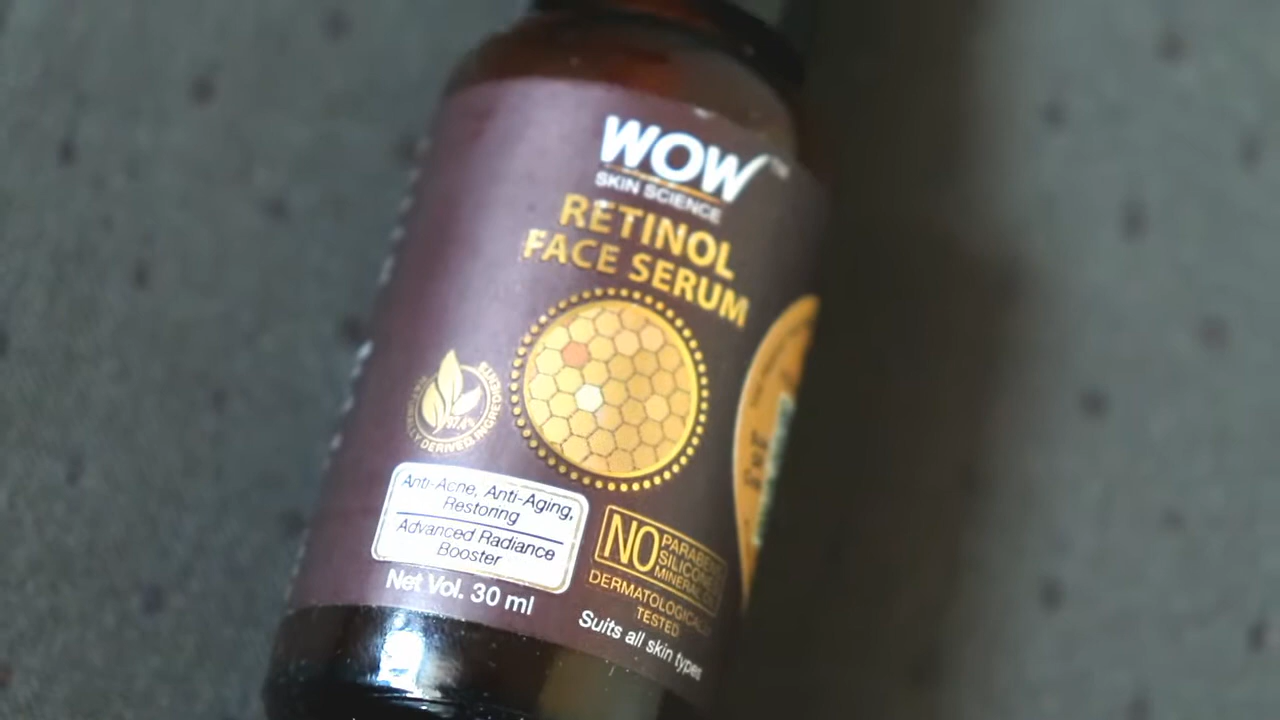 WOW
SKIN SCIENCE
RETINOL
FACE SERUM
DERIVED
Anti-Acne, Anti-Aging,
Restoring
Advanced Radiance
Booster
Net Vol. 30 ml
NO
PARABENS
SILICONES
MINERAL OIL
DERMATOLOGICALLY
TESTED
Suits all skin types